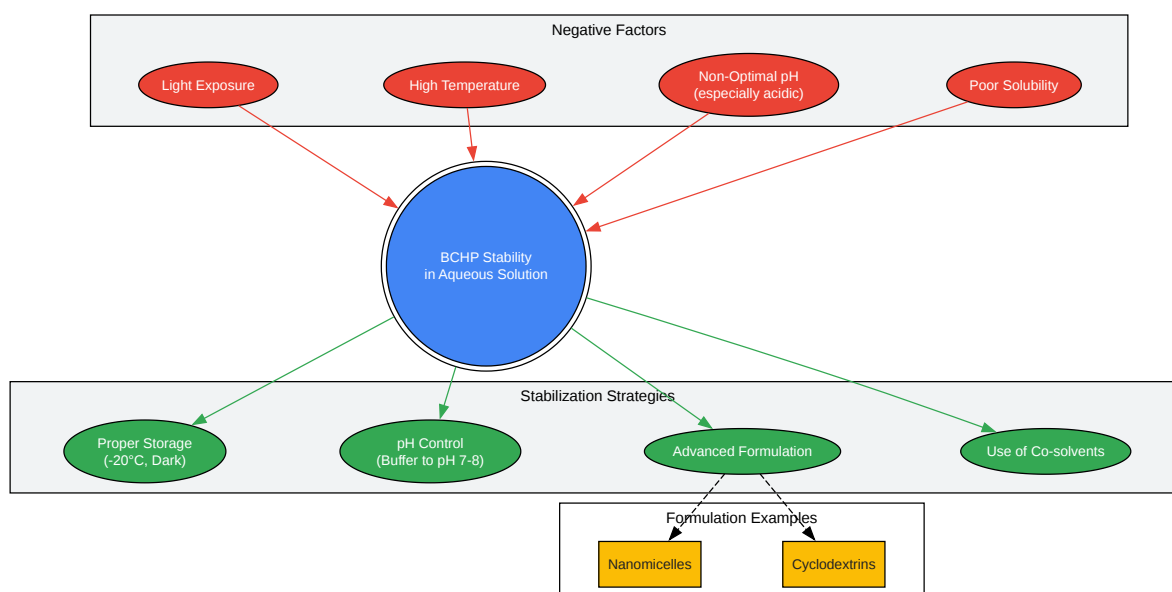 Negative Factors
Light Exposure
High Temperature
Non-Optimal pH
(especially acidic)
Poor Solubility
BCHP Stability
in Aqueous Solution
Stabilization Strategies
Proper Storage
(-20°C, Dark)
pH Control
(Buffer to pH 7-8)
Advanced Formulation
Use of Co-solvents
Formulation Examples
Nanomicelles
Cyclodextrins